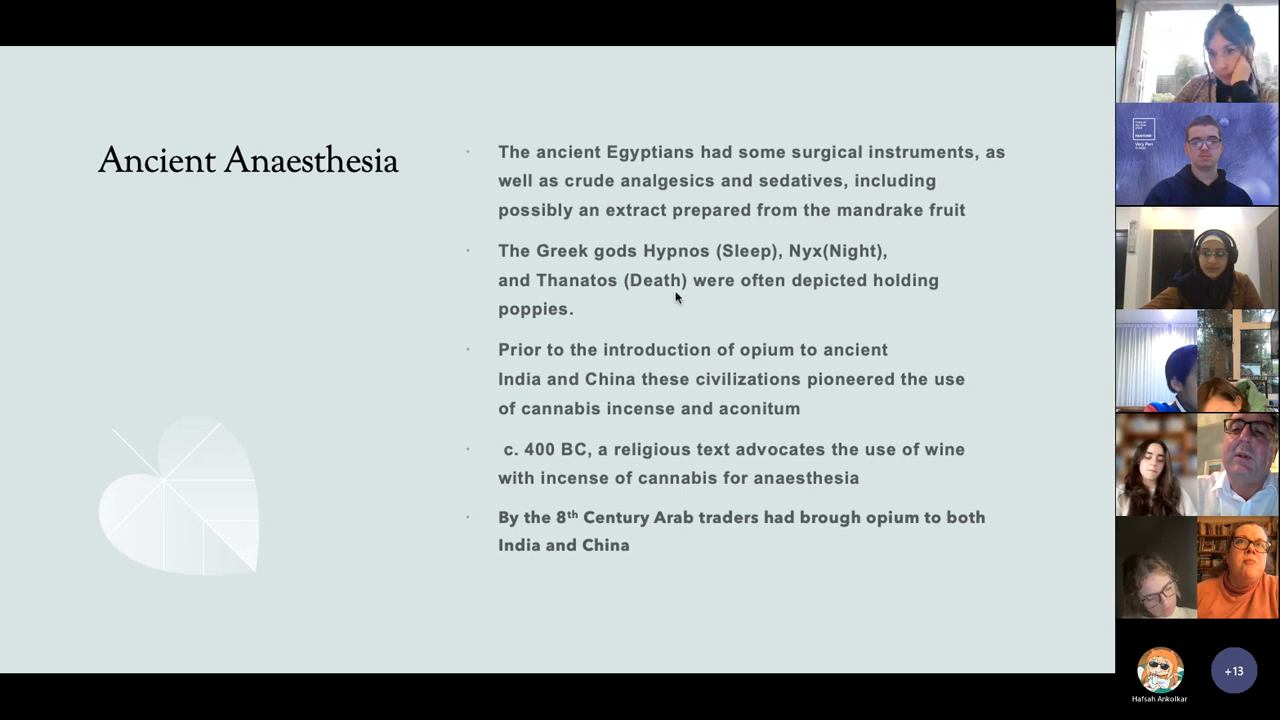 Ancient Anaesthesia
The ancient Egyptians had some surgical instruments, as
well as crude analgesics and sedatives, including
possibly an extract prepared from the mandrake fruit
The Greek gods Hypnos (Sleep), Nyx(Night),
and Thanatos (Death) were often depicted holding
poppies.
Prior to the introduction of opium to ancient
India and China these civilizations pioneered the use
of cannabis incense and aconitum
c. 400 BC, a religious text advocates the use of wine
with incense of cannabis for anaesthesia
By the 8th Century Arab traders had brough opium to both
India and China
PANTONE
Very Peri
Hafsah Ankolkar
+13